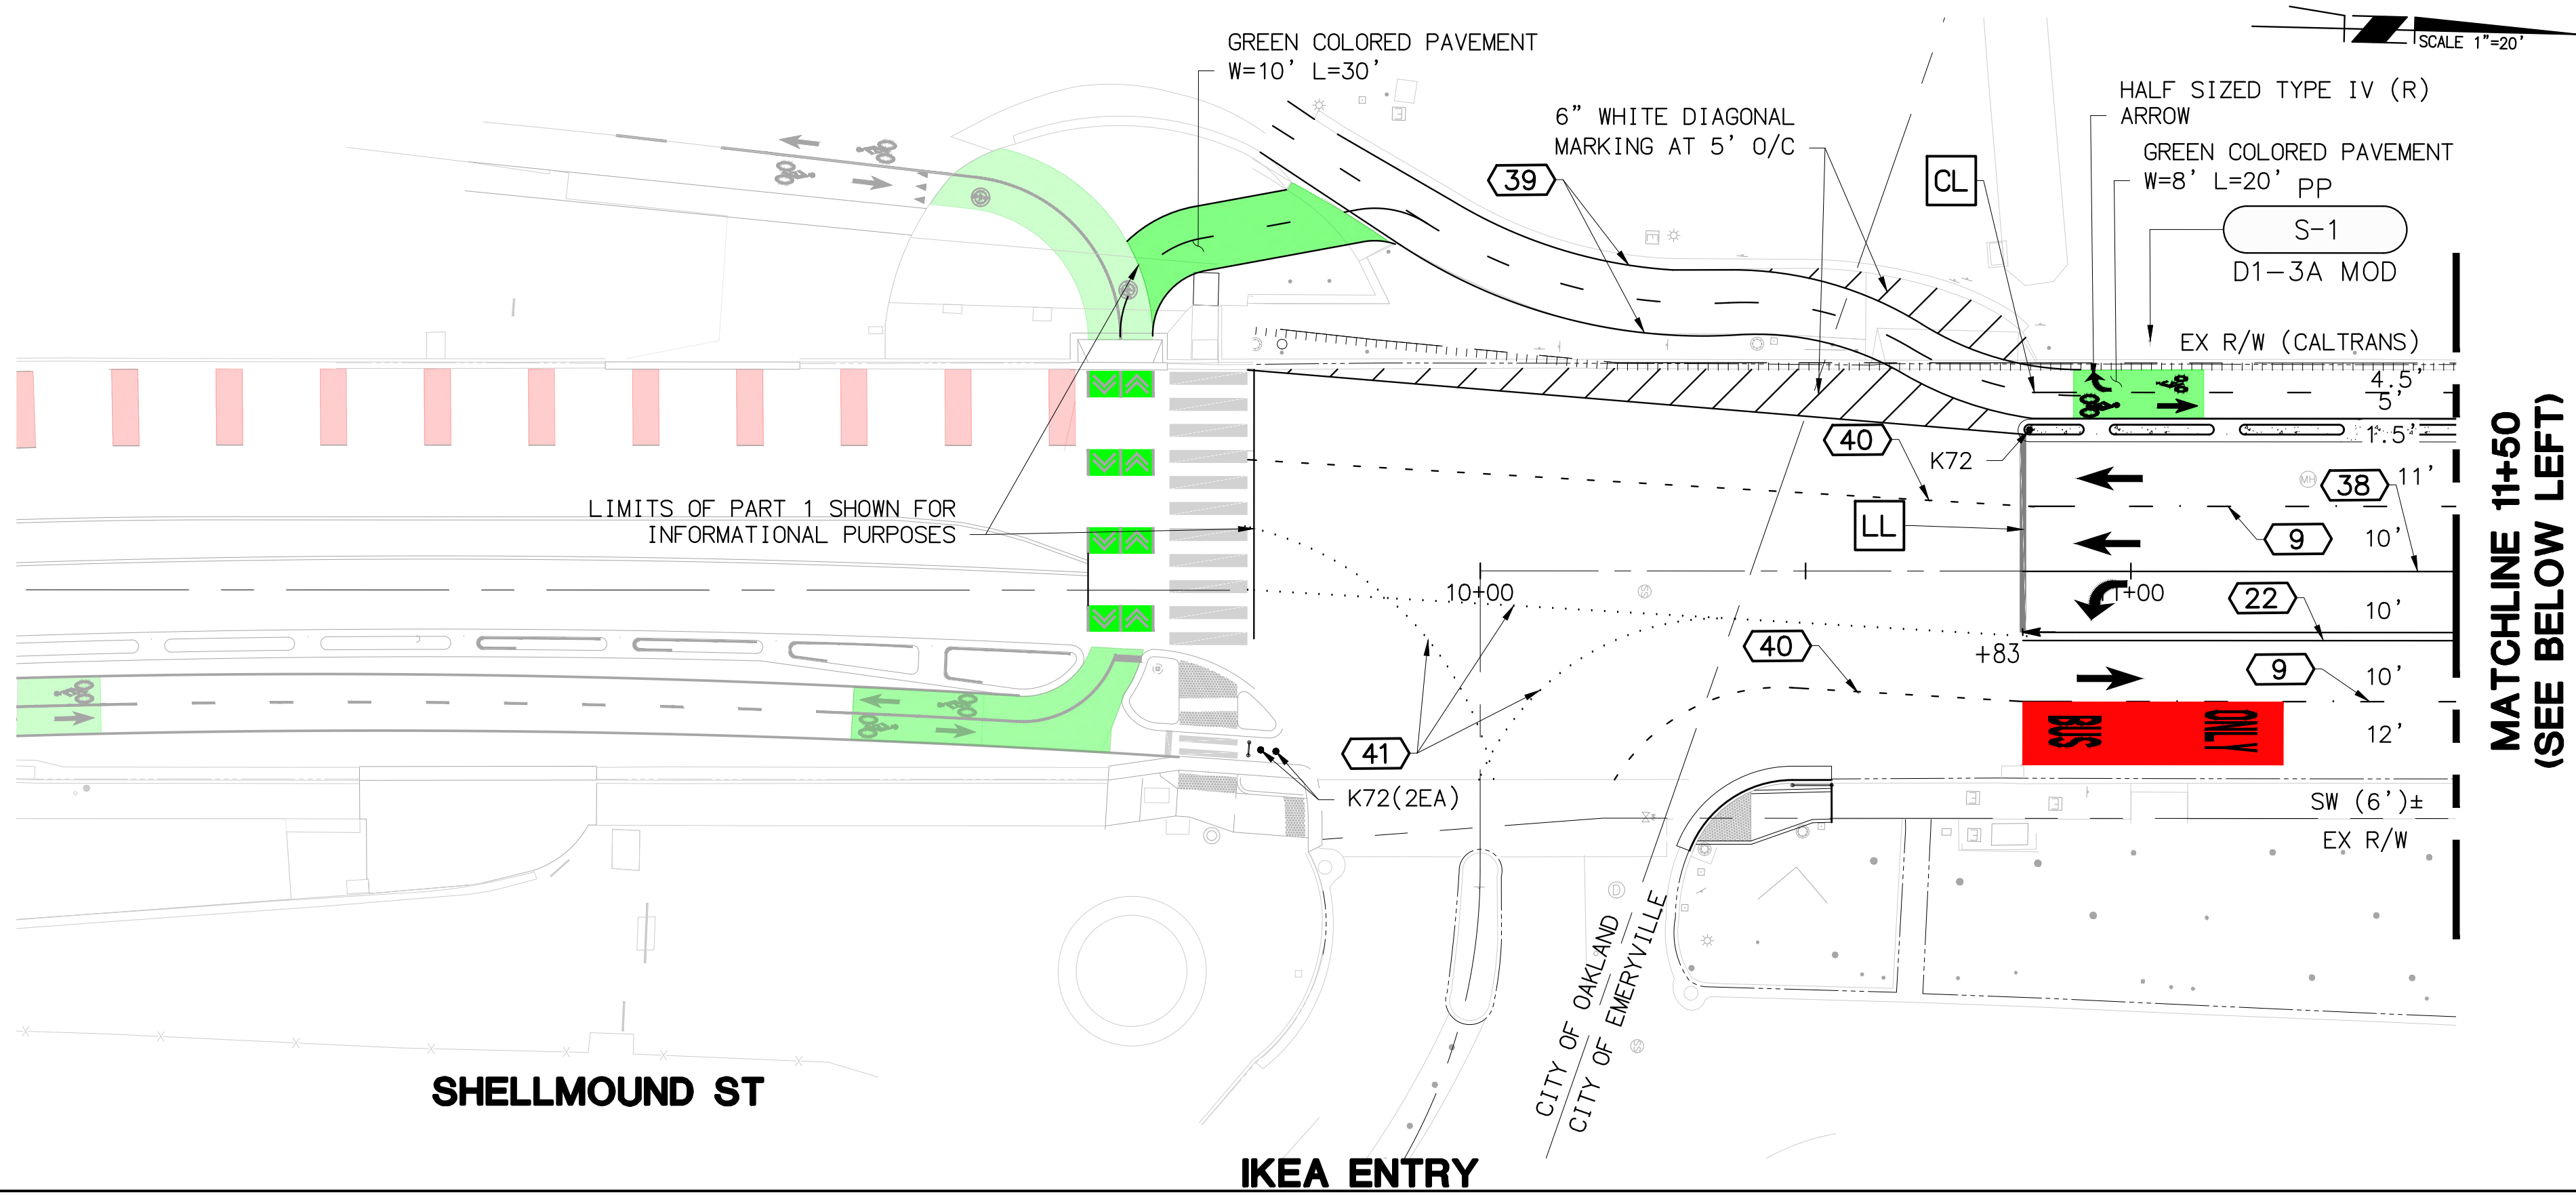 SCALE 1"=20'
GREEN COLORED PAVEMENT
W=10' L=30'
6" WHITE DIAGONAL
MARKING AT 5' O/C
39
CL
HALF SIZED TYPE IV (R)
ARROW
GREEN COLORED PAVEMENT
W=8' L=20'
PP
S-1
D1-3A MOD
EX R/W (CALTRANS)
4.5'
5'
1.5'
40
K72
38
11'
LL
9
10'
LIMITS OF PART 1 SHOWN FOR
INFORMATIONAL PURPOSES
10+00
1+00
22
10'
+83
40
9
10'
BUS
ONLY
12'
41
K72(2EA)
SW (6')±
EX R/W
MATCHLINE 11+50
(SEE BELOW LEFT)
MH
E
E
E
E
E
E
D
SS
SS
CITY OF OAKLAND
CITY OF EMERYVILLE
SHELLMOUND ST
IKEA ENTRY